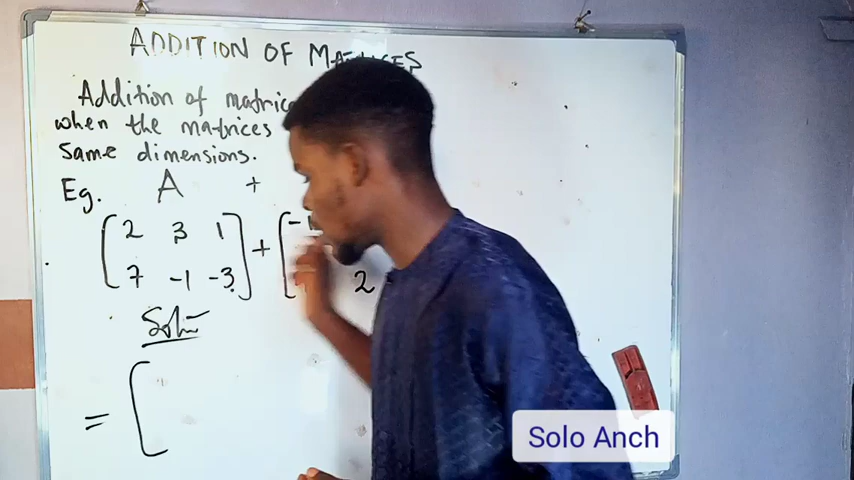 ADDITION OF MATRICES
Addition of
when the matrices
Same dimensions.
Eg. A +
2 3 1 + -1
7 -1 -3 2
Soln
= [
Solo Anch